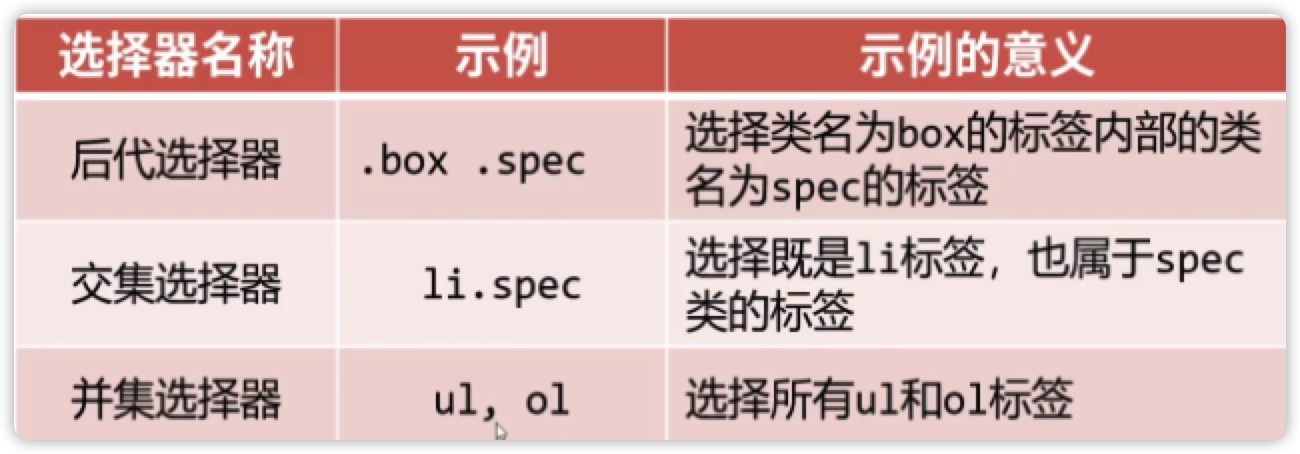 选择器名称 示例 示例的意义
后代选择器 .box .spec 选择类名为box的标签内部的类
名为spec的标签
交集选择器 li.spec 选择既是li标签，也属于spec
类的标签
并集选择器 ul, ol 选择所有ul和ol标签